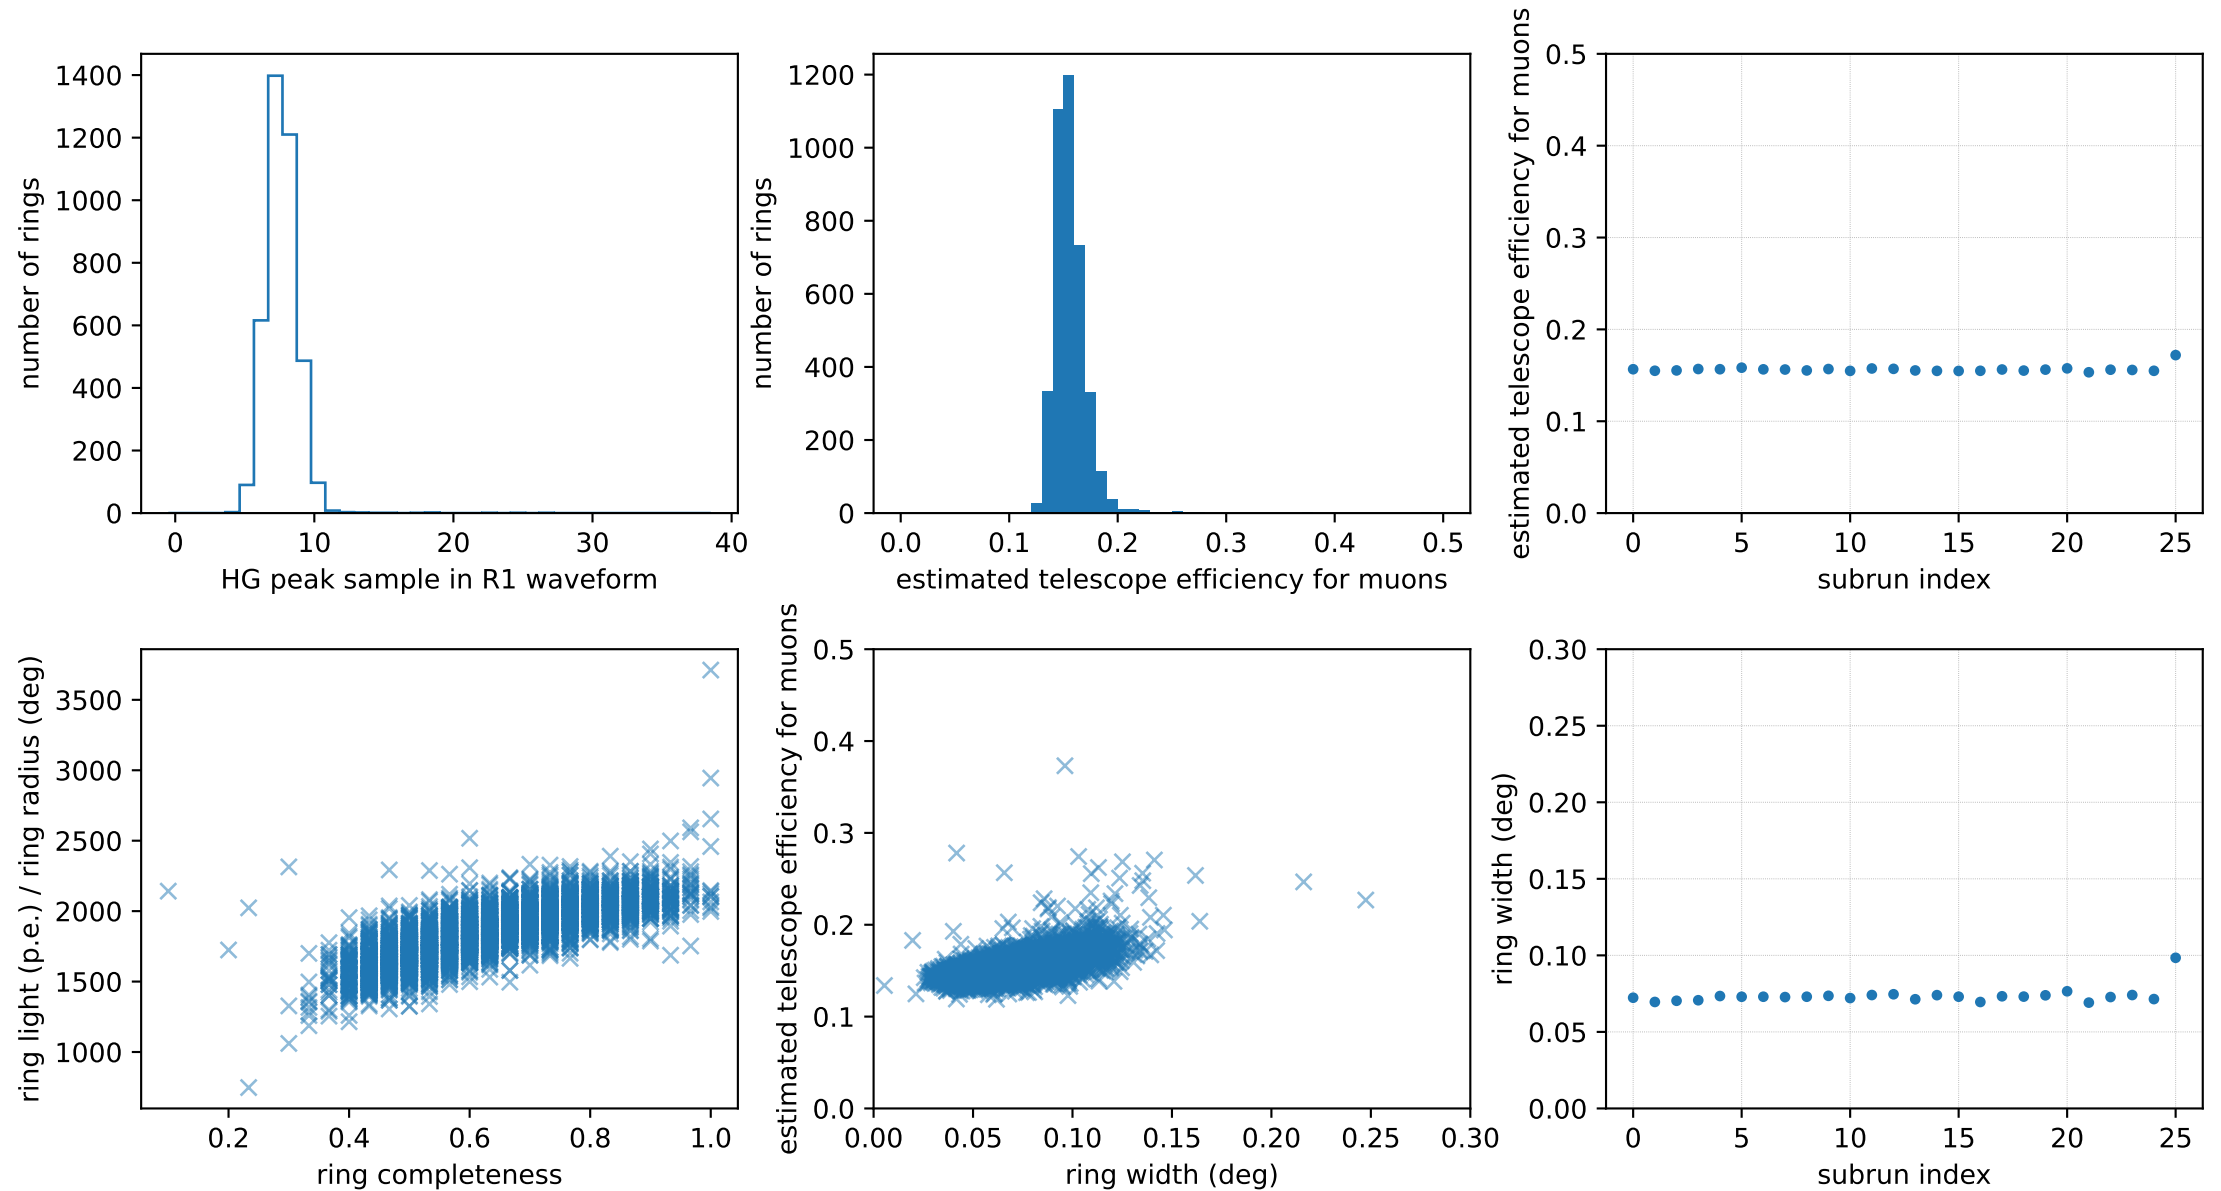 number of rings
1400
1200
1000
800
600
400
200
0
0 10 20 30 40
HG peak sample in R1 waveform
number of rings
1200
1000
800
600
400
200
0
0.0 0.1 0.2 0.3 0.4 0.5
estimated telescope efficiency for muons
estimated telescope efficiency for muons
0.5
0.4
0.3
0.2
0.1
0.0
0 5 10 15 20 25
subrun index
ring light (p.e.) / ring radius (deg)
3500
3000
2500
2000
1500
1000
0.2 0.4 0.6 0.8 1.0
ring completeness
estimated telescope efficiency for muons
0.5
0.4
0.3
0.2
0.1
0.0
0.00 0.05 0.10 0.15 0.20 0.25 0.30
ring width (deg)
ring width (deg)
0.30
0.25
0.20
0.15
0.10
0.05
0.00
0 5 10 15 20 25
subrun index